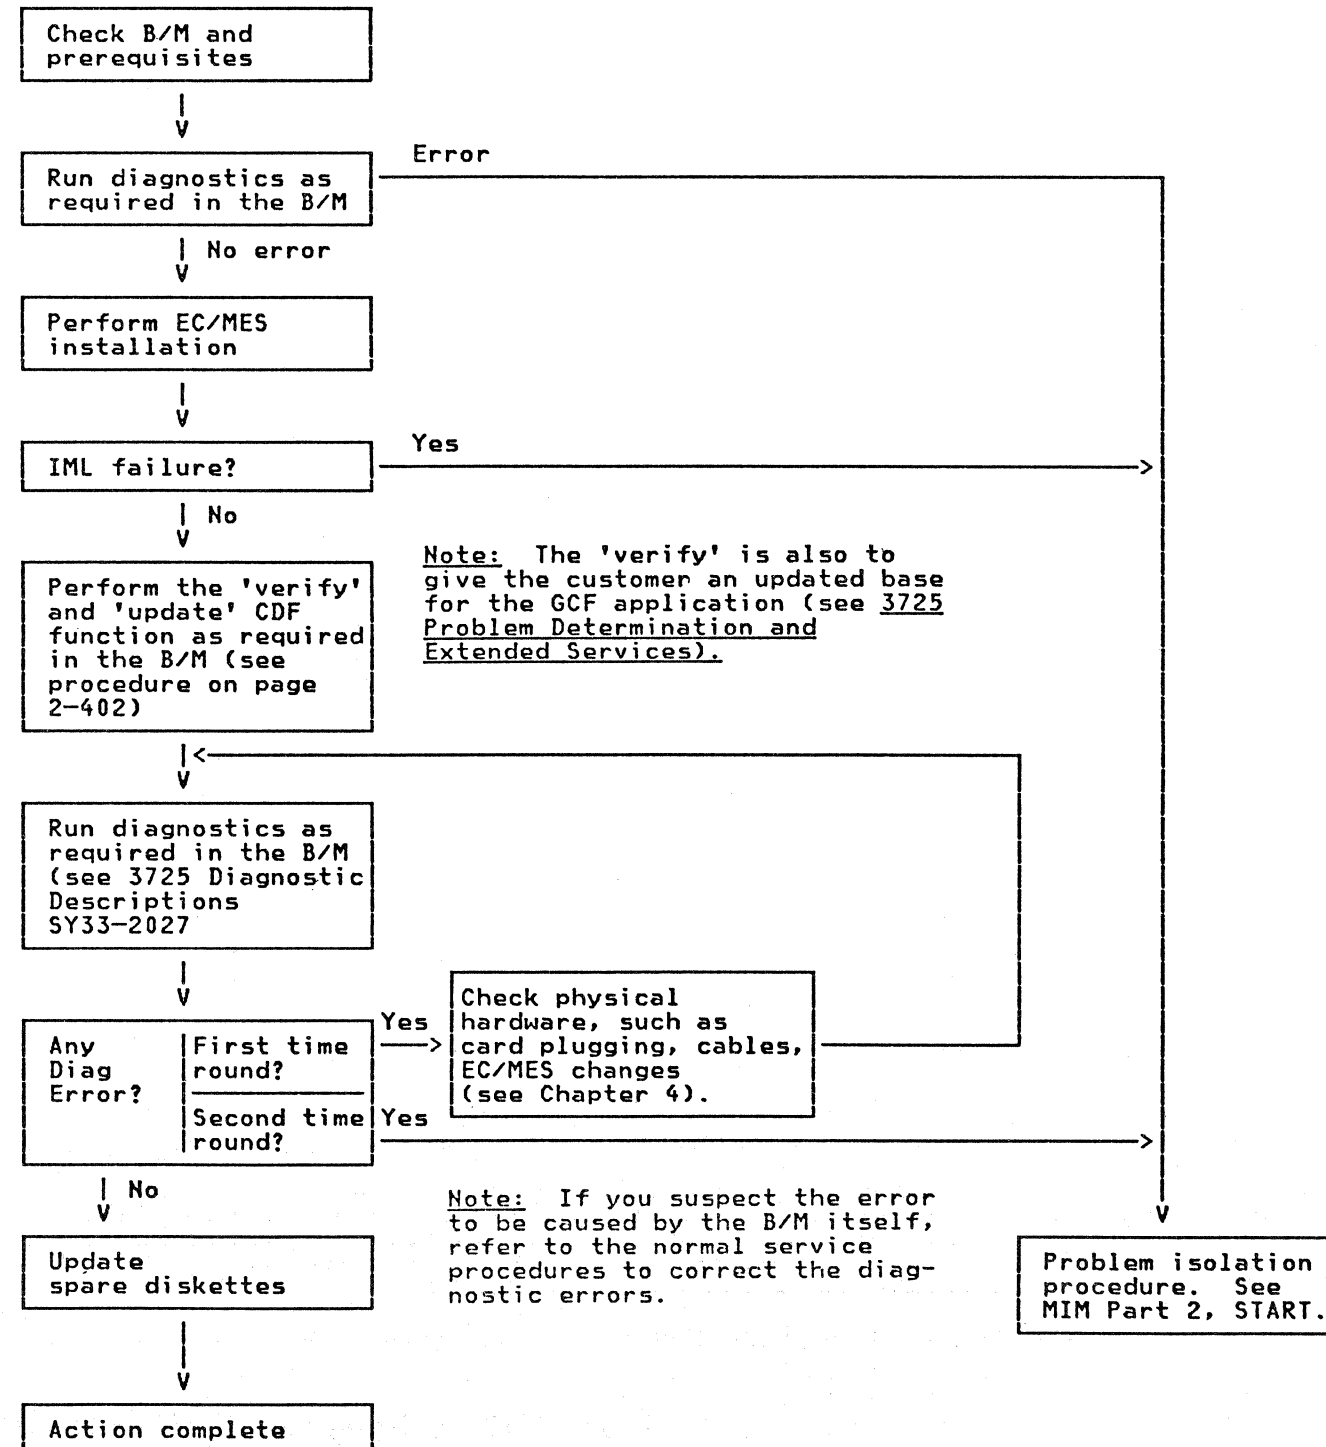 Check B/M and
prerequisites
Error
Run diagnostics as
required in the B/M
No error
Perform EC/MES
installation
Yes
IML failure?
No
Perform the 'verify'
and 'update' CDF
function as required
in the B/M (see
procedure on page
2-402)
Note: The 'verify' is also to
give the customer an updated base
for the GCF application (see 3725
Problem Determination and
Extended Services).
Run diagnostics as
required in the B/M
(see 3725 Diagnostic
Descriptions
SY33-2027
Any
Diag
Error?
First time
round?
Yes
Check physical
hardware, such as
card plugging, cables,
EC/MES changes
(see Chapter 4).
Second time
round?
Yes
No
Note: If you suspect the error
to be caused by the B/M itself,
refer to the normal service
procedures to correct the diag-
nostic errors.
Update
spare diskettes
Problem isolation
procedure. See
MIM Part 2, START.
Action complete